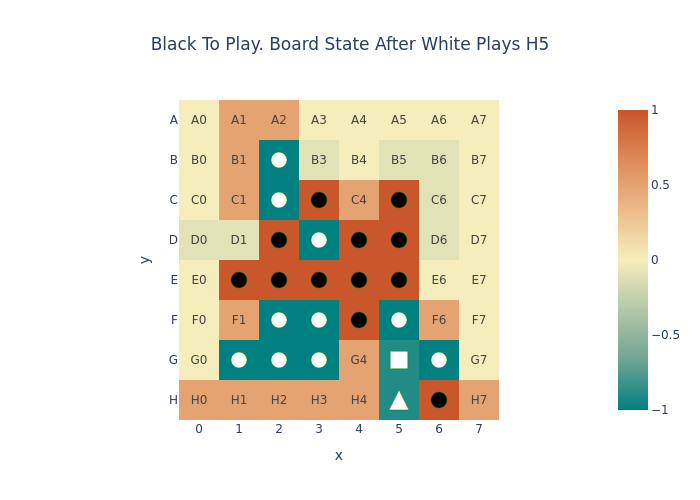 Black To Play. Board State After White Plays H5
A A0 A1 A2 A3 A4 A5 A6 A7
B B0 B1 B3 B4 B5 B6 B7
C C0 C1 C4 C6 C7
D D0 D1 D6 D7
E E0 E6 E7
F F0 F1 F6 F7
G G0 G4 G7
H H0 H1 H2 H3 H4 H7
0 1 2 3 4 5 6 7
x
y
1
0.5
0
−0.5
−1